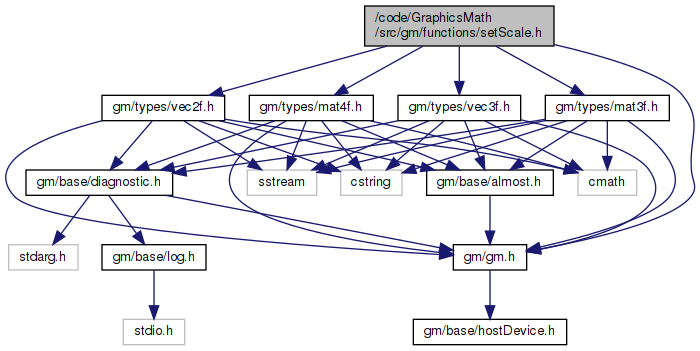 /code/GraphicsMath
/src/gm/functions/setScale.h
gm/types/vec2f.h
gm/types/mat4f.h
gm/types/vec3f.h
gm/types/mat3f.h
gm/base/diagnostic.h
sstream
cstring
gm/base/almost.h
cmath
stdarg.h
gm/base/log.h
gm/gm.h
stdio.h
gm/base/hostDevice.h